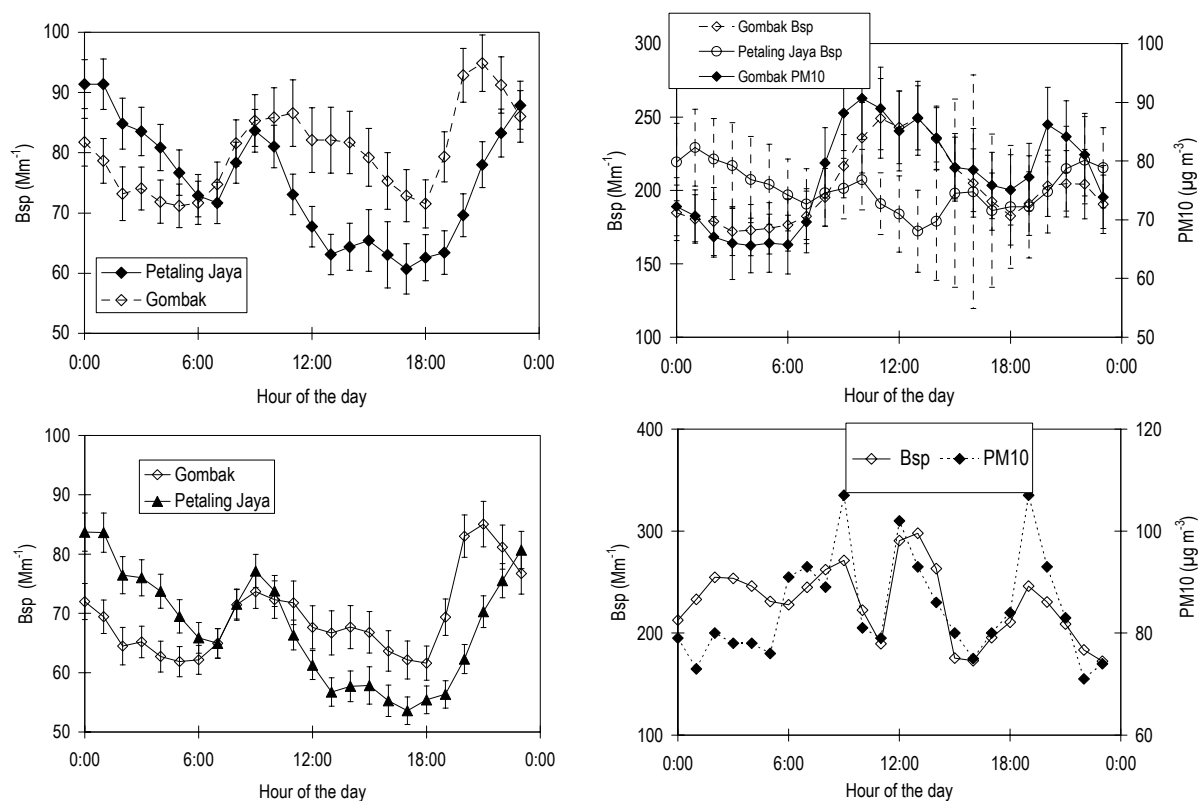 100
90
80
70
60
50
Bsp (Mm⁻¹)
Petaling Jaya
Gombak
0:00 6:00 12:00 18:00 0:00
Hour of the day
Gombak Bsp
Petaling Jaya Bsp
Gombak PM10
300
250
200
150
100
Bsp (Mm⁻¹)
100
90
80
70
60
50
PM10 (µg m⁻³)
0:00 6:00 12:00 18:00 0:00
Hour of the day
100
90
80
70
60
50
Bsp (Mm⁻¹)
Gombak
Petaling Jaya
0:00 6:00 12:00 18:00 0:00
Hour of the day
Bsp PM10
400
300
200
100
Bsp (Mm⁻¹)
120
100
80
60
PM10 (µg m⁻³)
0:00 6:00 12:00 18:00 0:00
Hour of the day